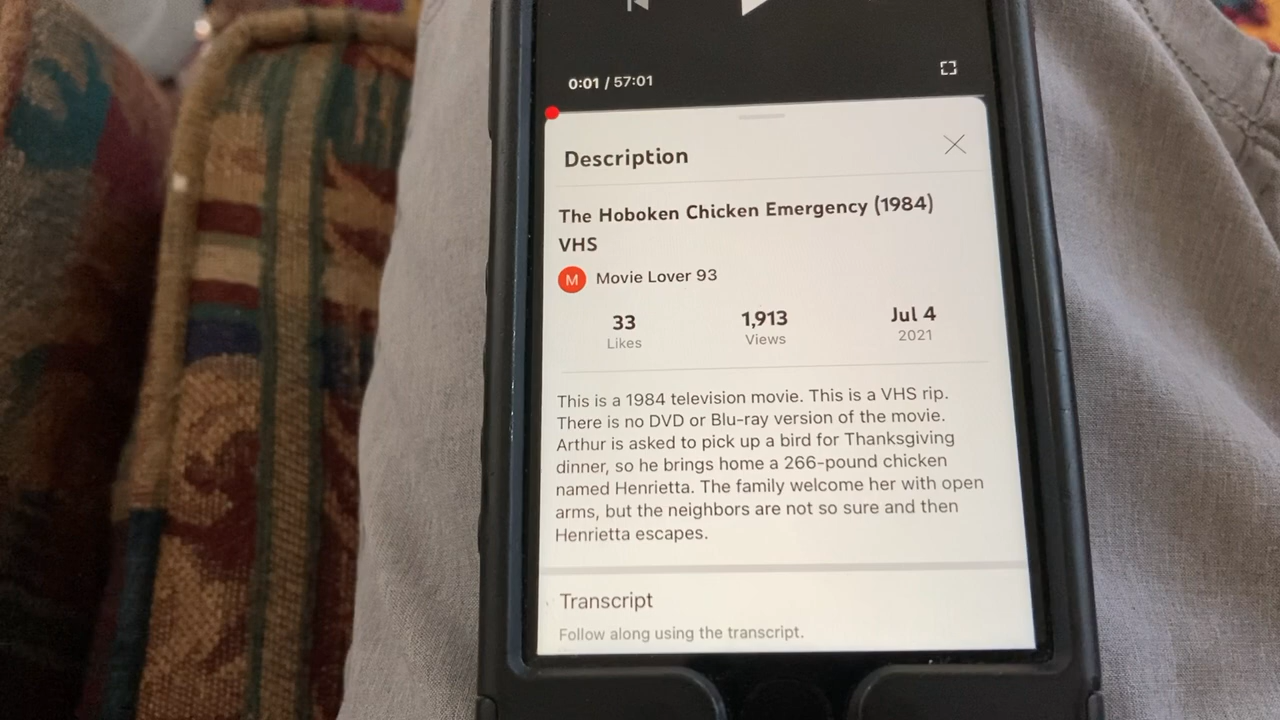 0:01 / 57:01
Description
The Hoboken Chicken Emergency (1984)
VHS
M Movie Lover 93
33 1,913 Jul 4
Likes Views 2021
This is a 1984 television movie. This is a VHS rip.
There is no DVD or Blu-ray version of the movie.
Arthur is asked to pick up a bird for Thanksgiving
dinner, so he brings home a 266-pound chicken
named Henrietta. The family welcome her with open
arms, but the neighbors are not so sure and then
Henrietta escapes.
Transcript
Follow along using the transcript.